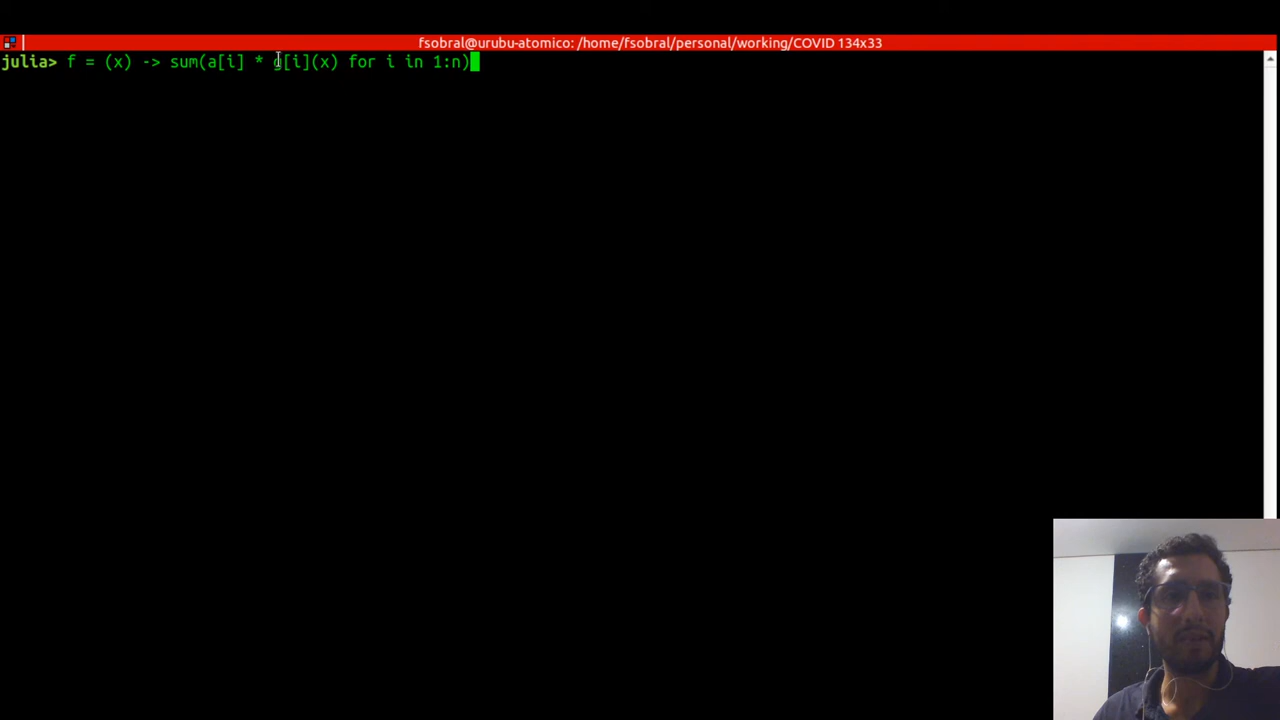 fsobral@urubu-atomico: /home/fsobral/personal/working/COVID 134x33
julia> f = (x) -> sum(a[i] * g[i](x) for i in 1:n)